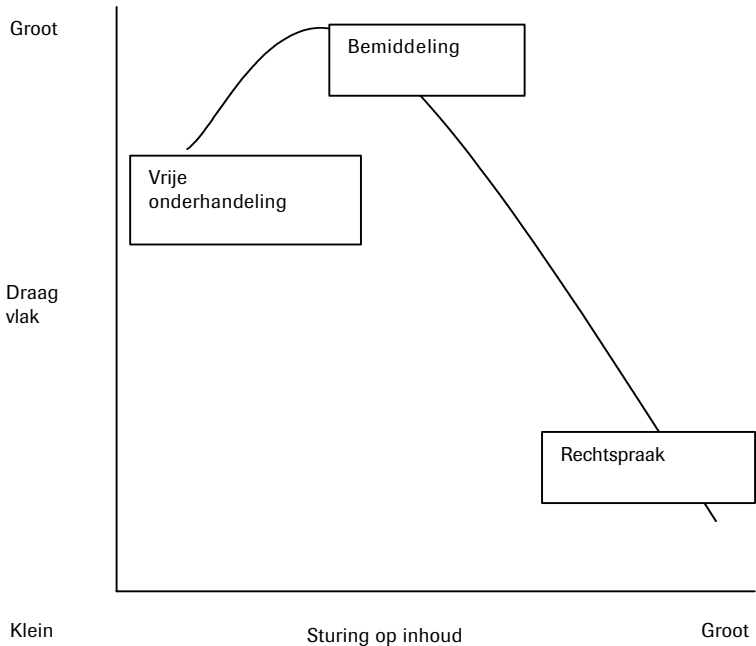 Groot
Bemiddeling
Vrije
onderhandeling
Draag
vlak
Rechtspraak
Klein
Sturing op inhoud
Groot